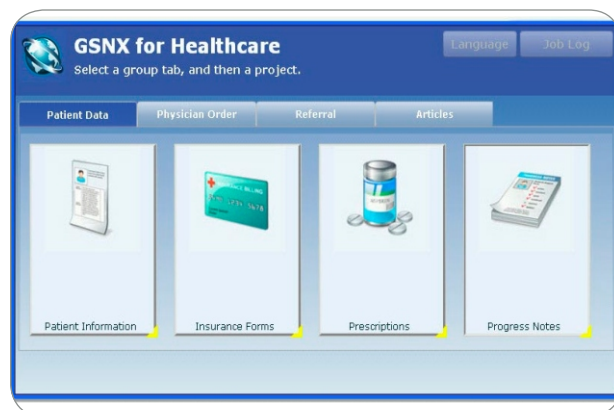 GSNX for Healthcare
Language
Job Log
Select a group tab, and then a project.
Patient Data
Physician Order
Referral
Articles
5678
Patient Information
Insurance Forms
Prescriptions
Progress Notes